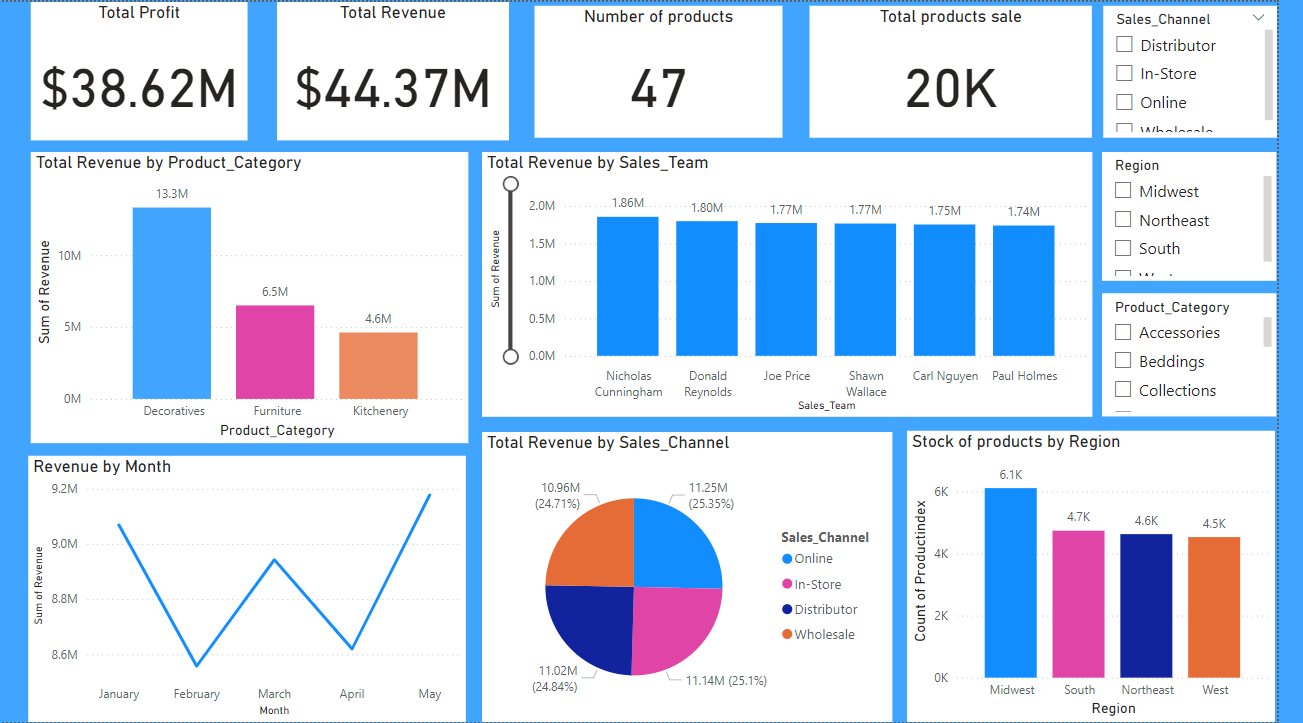 Total Profit
$38.62M
Total Revenue
$44.37M
Number of products
47
Total products sale
20K
Sales_Channel
Distributor
In-Store
Online
Wholesale
Total Revenue by Product_Category
Sum of Revenue
10M
5M
0M
13.3M
6.5M
4.6M
Decoratives
Furniture
Kitchenery
Product_Category
Total Revenue by Sales_Team
Sum of Revenue
2.0M
1.5M
1.0M
0.5M
0.0M
1.86M
1.80M
1.77M
1.77M
1.75M
1.74M
Nicholas
Cunningham
Donald
Reynolds
Joe Price
Shawn
Wallace
Carl Nguyen
Paul Holmes
Sales_Team
Region
Midwest
Northeast
South
Product_Category
Accessories
Beddings
Collections
Revenue by Month
Sum of Revenue
9.2M
9.0M
8.8M
8.6M
January
February
March
April
May
Month
Total Revenue by Sales_Channel
10.96M
(24.71%)
11.25M
(25.35%)
11.02M
(24.84%)
11.14M (25.1%)
Sales_Channel
Online
In-Store
Distributor
Wholesale
Stock of products by Region
Count of Productindex
6K
4K
2K
0K
6.1K
4.7K
4.6K
4.5K
Midwest
South
Northeast
West
Region